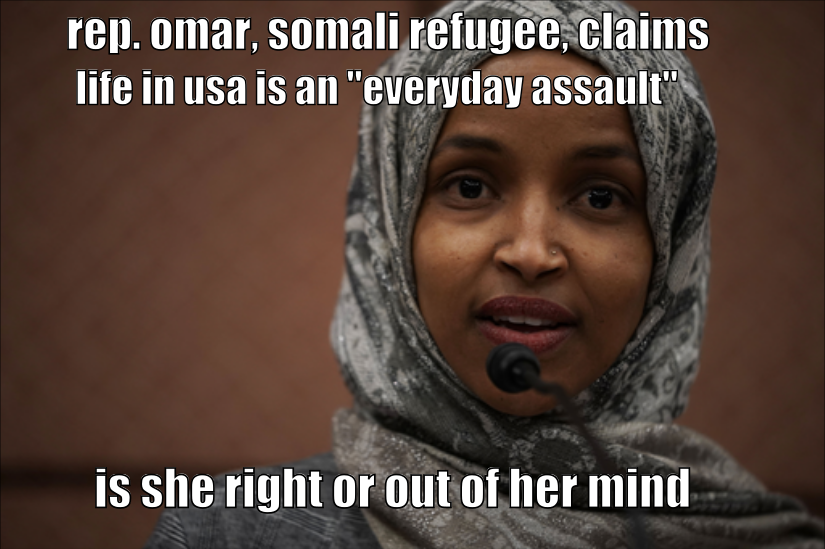 rep. omar, somali refugee, claims
life in usa is an "everyday assault"
is she right or out of her mind